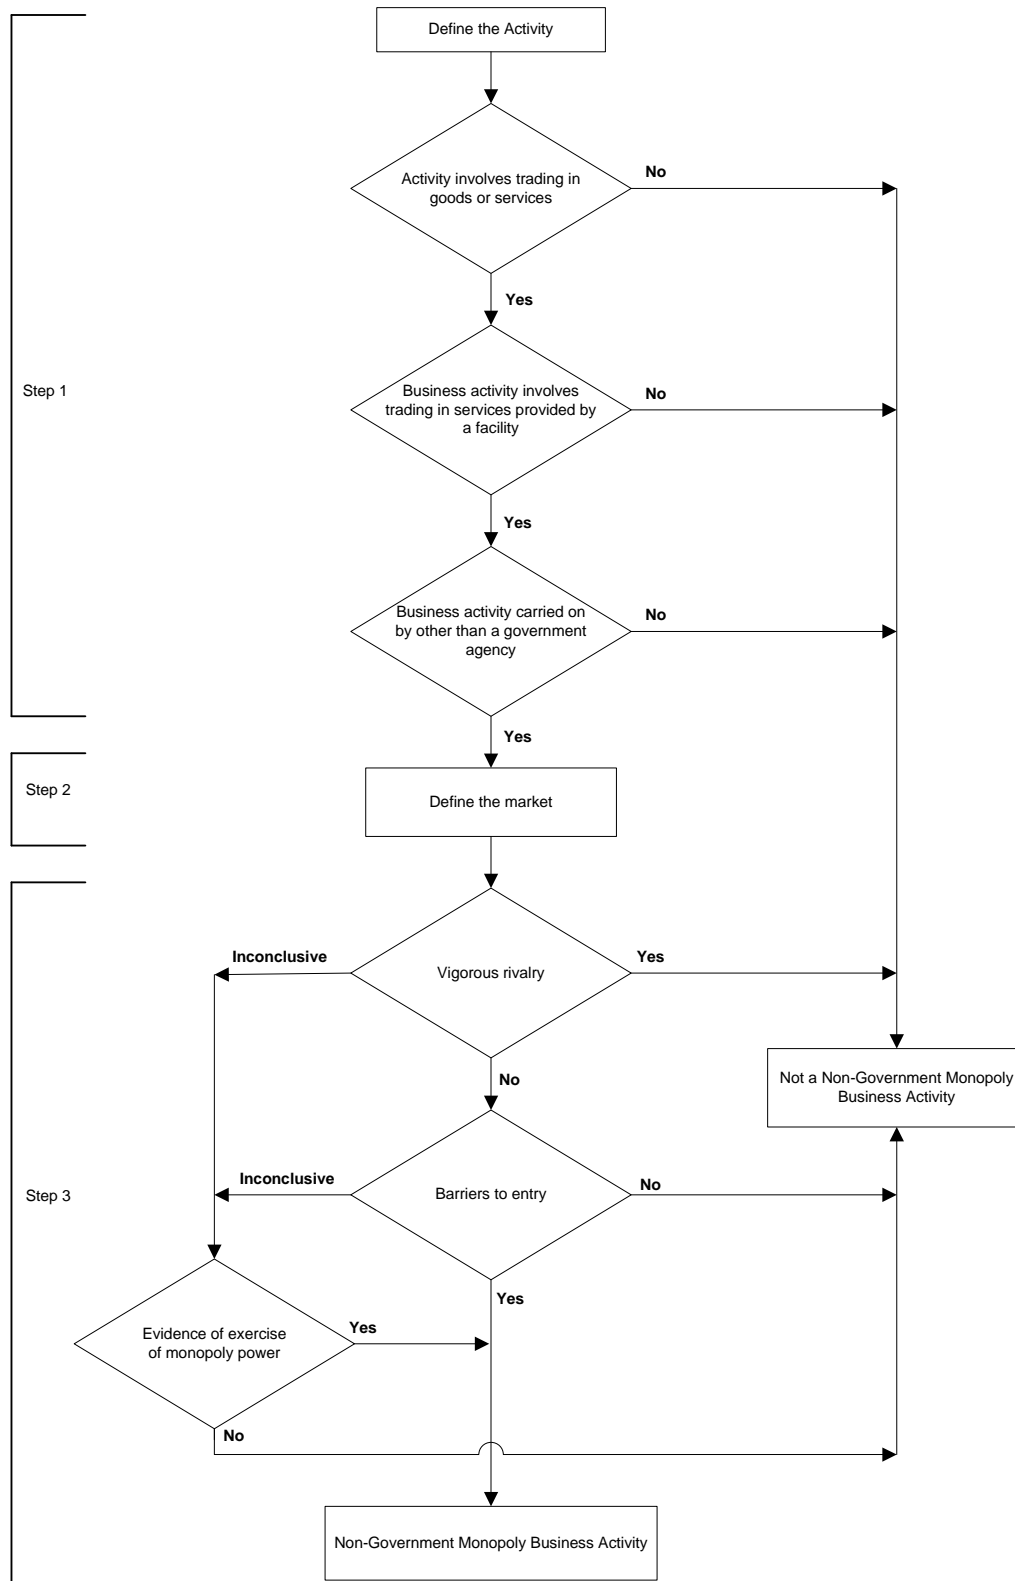 Define the Activity
Activity involves trading in
goods or services
No
Yes
Step 1
Business activity involves
trading in services provided by
a facility
No
Yes
Business activity carried on
by other than a government
agency
No
Yes
Step 2
Define the market
Inconclusive
Vigorous rivalry
Yes
No
Not a Non-Government Monopoly
Business Activity
Step 3
Inconclusive
Barriers to entry
No
Yes
Evidence of exercise
of monopoly power
Yes
No
Non-Government Monopoly Business Activity